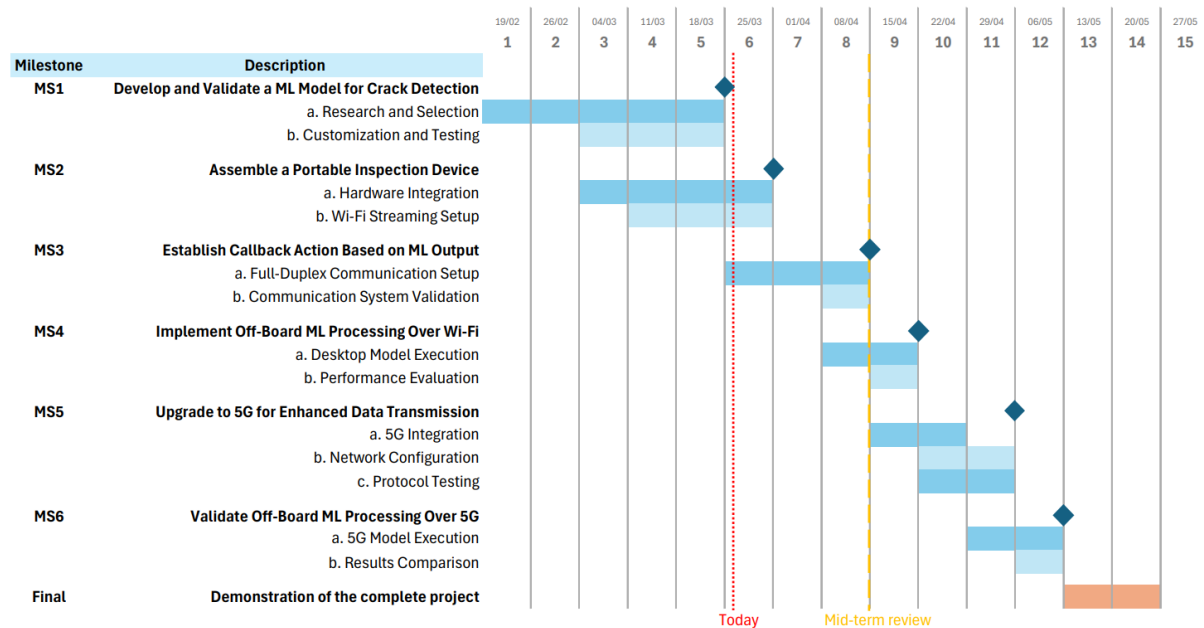 19/02 26/02 04/03 11/03 18/03 25/03 01/04 08/04 15/04 22/04 29/04 06/05 13/05 20/05 27/05
1 2 3 4 5 6 7 8 9 10 11 12 13 14 15
Milestone Description
MS1 Develop and Validate a ML Model for Crack Detection
a. Research and Selection
b. Customization and Testing
MS2 Assemble a Portable Inspection Device
a. Hardware Integration
b. Wi-Fi Streaming Setup
MS3 Establish Callback Action Based on ML Output
a. Full-Duplex Communication Setup
b. Communication System Validation
MS4 Implement Off-Board ML Processing Over Wi-Fi
a. Desktop Model Execution
b. Performance Evaluation
MS5 Upgrade to 5G for Enhanced Data Transmission
a. 5G Integration
b. Network Configuration
c. Protocol Testing
MS6 Validate Off-Board ML Processing Over 5G
a. 5G Model Execution
b. Results Comparison
Final Demonstration of the complete project
Today Mid-term review